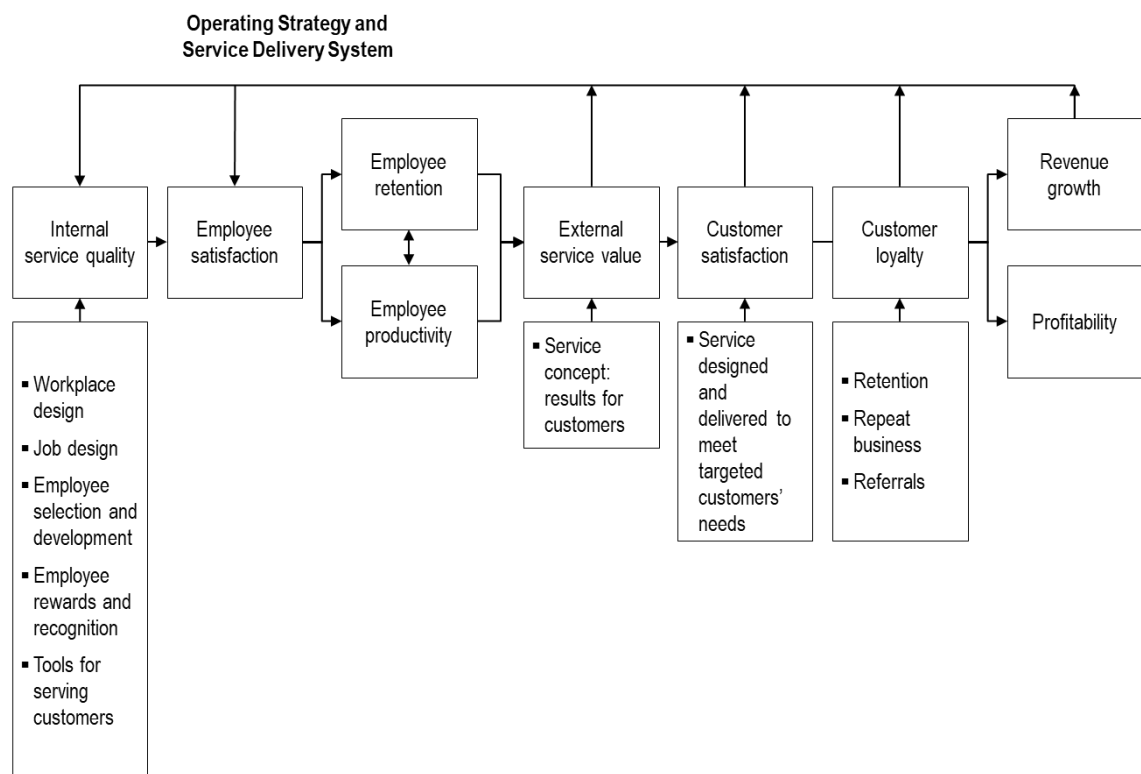 Operating Strategy and
Service Delivery System
Employee
retention
Revenue
growth
Internal
service quality
Employee
satisfaction
External
service value
Customer
satisfaction
Customer
loyalty
Employee
productivity
Profitability
▪ Workplace
design
▪ Job design
▪ Employee
selection and
development
▪ Employee
rewards and
recognition
▪ Tools for
serving
customers
▪ Service
concept:
results for
customers
▪ Service
designed
and
delivered to
meet
targeted
customers’
needs
▪ Retention
▪ Repeat
business
▪ Referrals